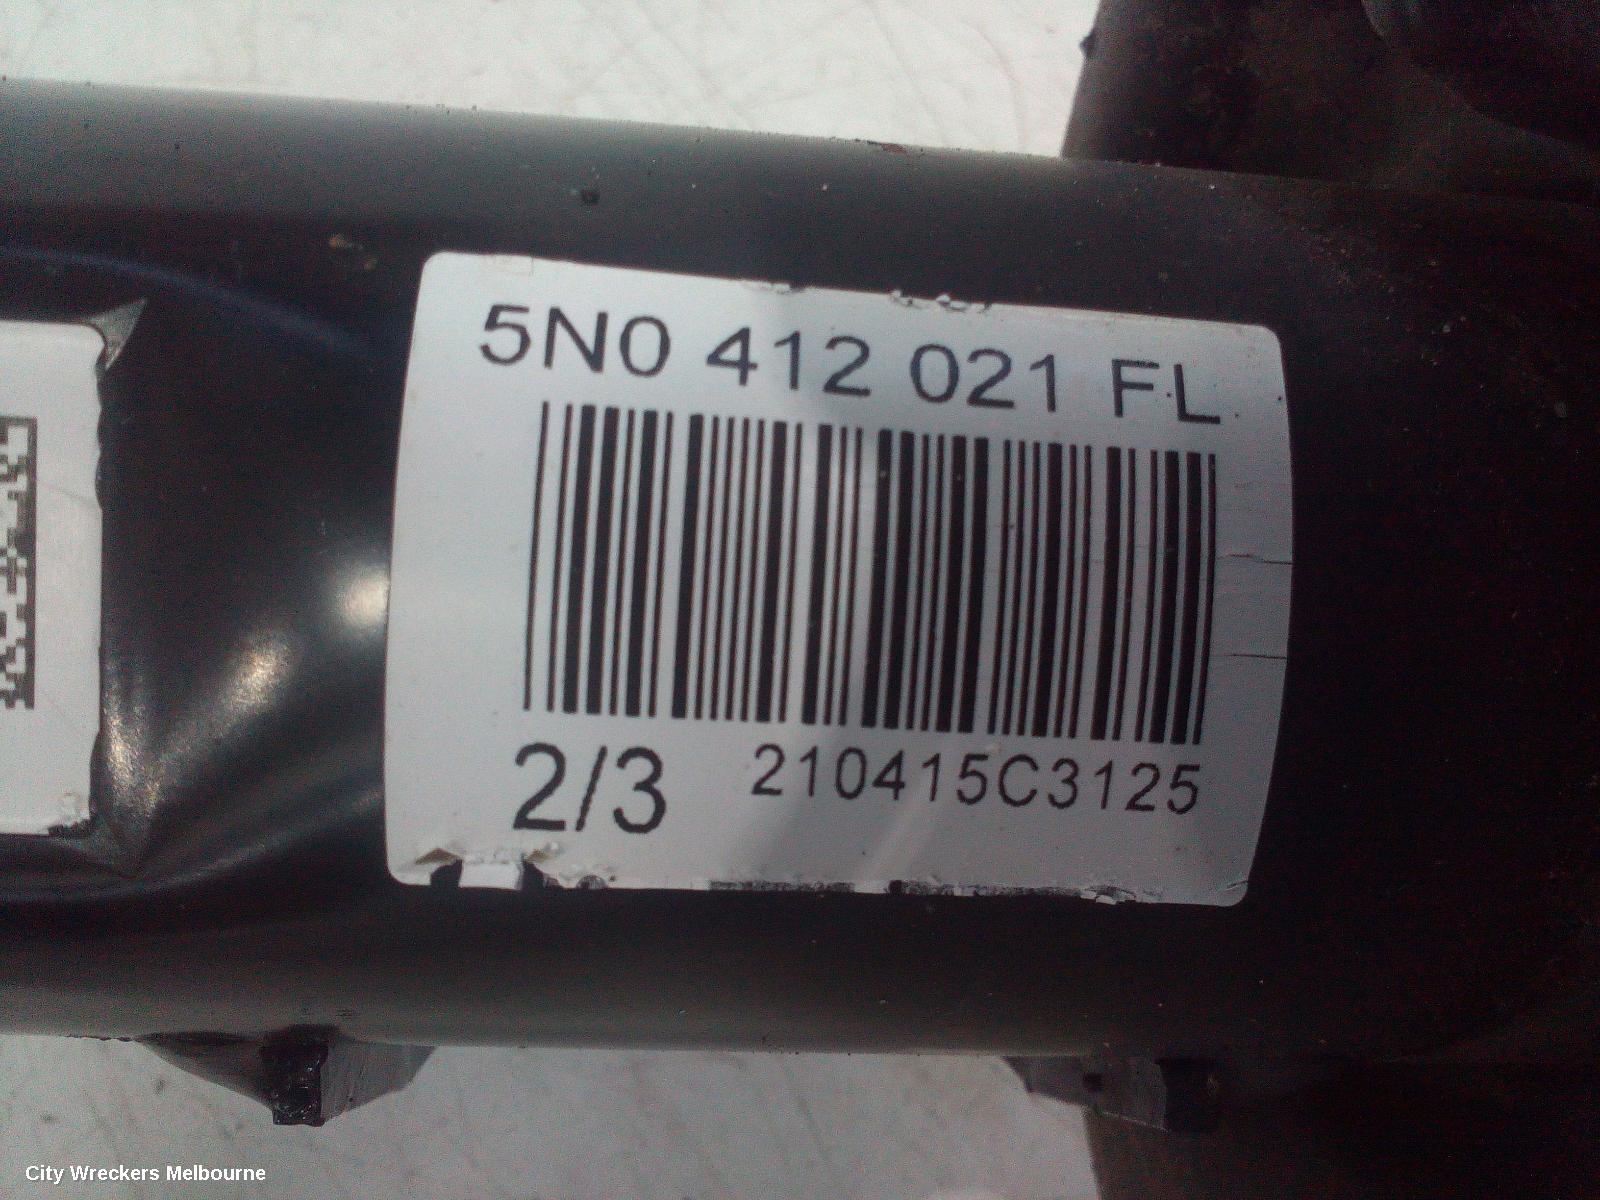 5N0 412 021 FL
2/3 210415C3125
City Wreckers Melbourne